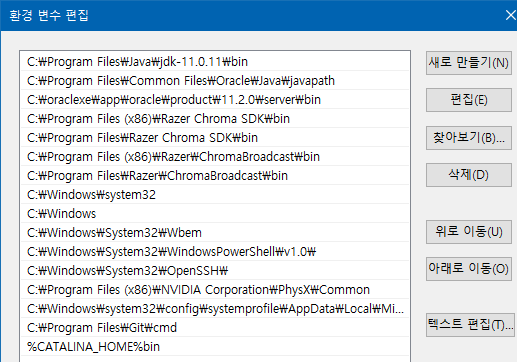 환경 변수 편집
C:₩Program Files₩Java₩jdk-11.0.11₩bin
C:₩Program Files₩Common Files₩Oracle₩Java₩javapath
C:₩oraclexe₩app₩oracle₩product₩11.2.0₩server₩bin
C:₩Program Files (x86)₩Razer Chroma SDK₩bin
C:₩Program Files₩Razer Chroma SDK₩bin
C:₩Program Files (x86)₩Razer₩ChromaBroadcast₩bin
C:₩Program Files₩Razer₩ChromaBroadcast₩bin
C:₩Windows₩system32
C:₩Windows
C:₩Windows₩System32₩Wbem
C:₩Windows₩System32₩WindowsPowerShell₩v1.0₩
C:₩Windows₩System32₩OpenSSH₩
C:₩Program Files (x86)₩NVIDIA Corporation₩PhysX₩Common
C:₩Windows₩system32₩config₩systemprofile₩AppData₩Local₩Mi...
C:₩Program Files₩Git₩cmd
%CATALINA_HOME%bin
새로 만들기(N)
편집(E)
찾아보기(B)...
삭제(D)
위로 이동(U)
아래로 이동(O)
텍스트 편집(T)...